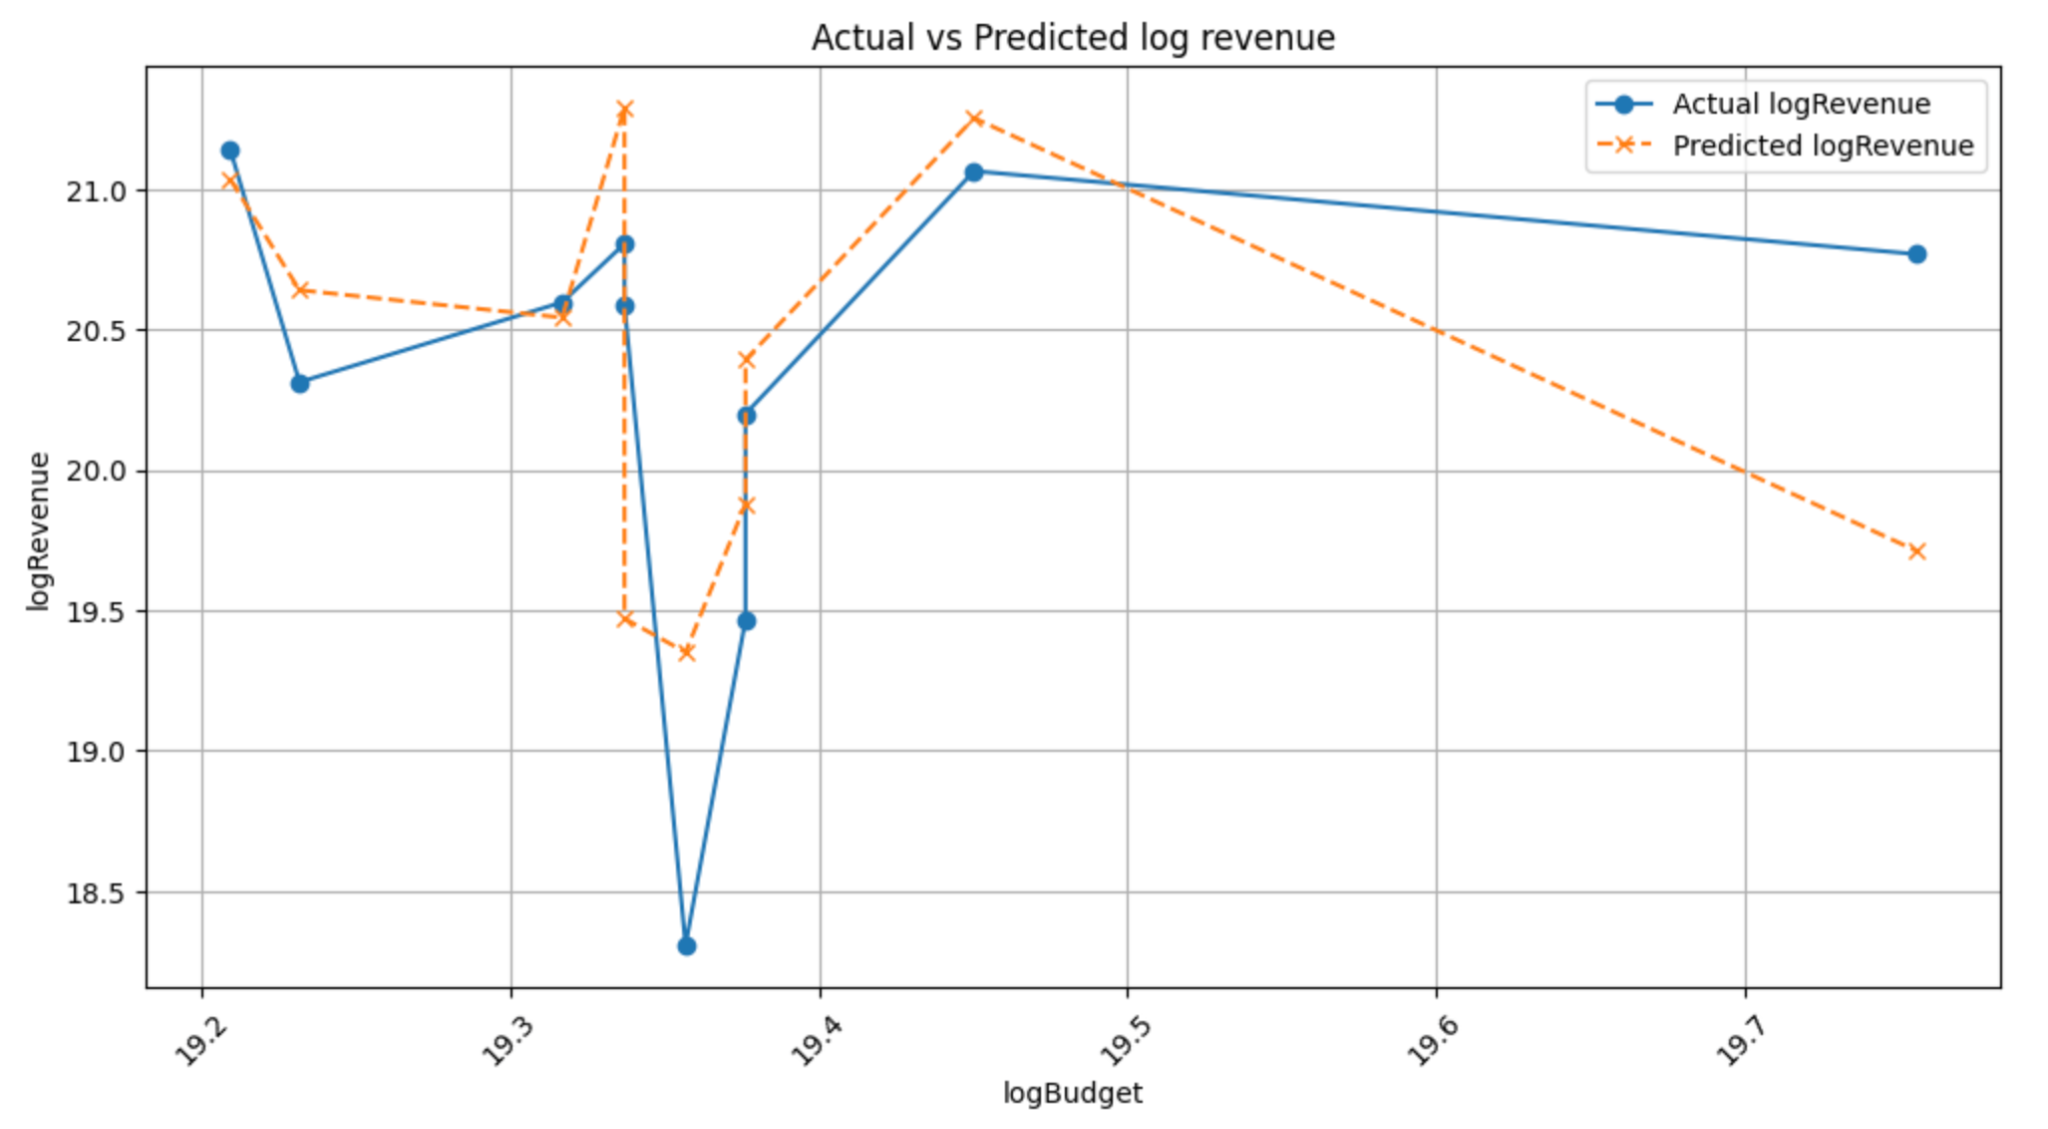 Actual vs Predicted log revenue
Actual logRevenue
Predicted logRevenue
logRevenue
21.0
20.5
20.0
19.5
19.0
18.5
19.2
19.3
19.4
19.5
19.6
19.7
logBudget